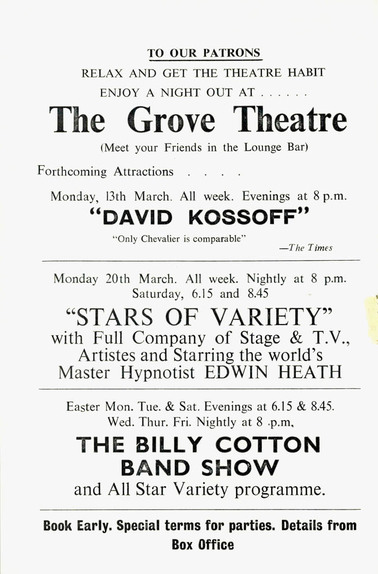 TO OUR PATRONS
RELAX AND GET THE THEATRE HABIT
ENJOY A NIGHT OUT AT . . . . . .
The Grove Theatre
(Meet your Friends in the Lounge Bar)
Forthcoming Attractions . . . .
Monday, 13th March. All week. Evenings at 8 p.m.
“DAVID KOSSOFF”
“Only Chevalier is comparable”
—The Times
Monday 20th March. All week. Nightly at 8 p.m.
Saturday, 6.15 and 8.45
“STARS OF VARIETY”
with Full Company of Stage & T.V.,
Artistes and Starring the world’s
Master Hypnotist EDWIN HEATH
Easter Mon. Tue. & Sat. Evenings at 6.15 & 8.45.
Wed. Thur. Fri. Nightly at 8 .p.m,
THE BILLY COTTON
BAND SHOW
and All Star Variety programme.
Book Early. Special terms for parties. Details from
Box Office